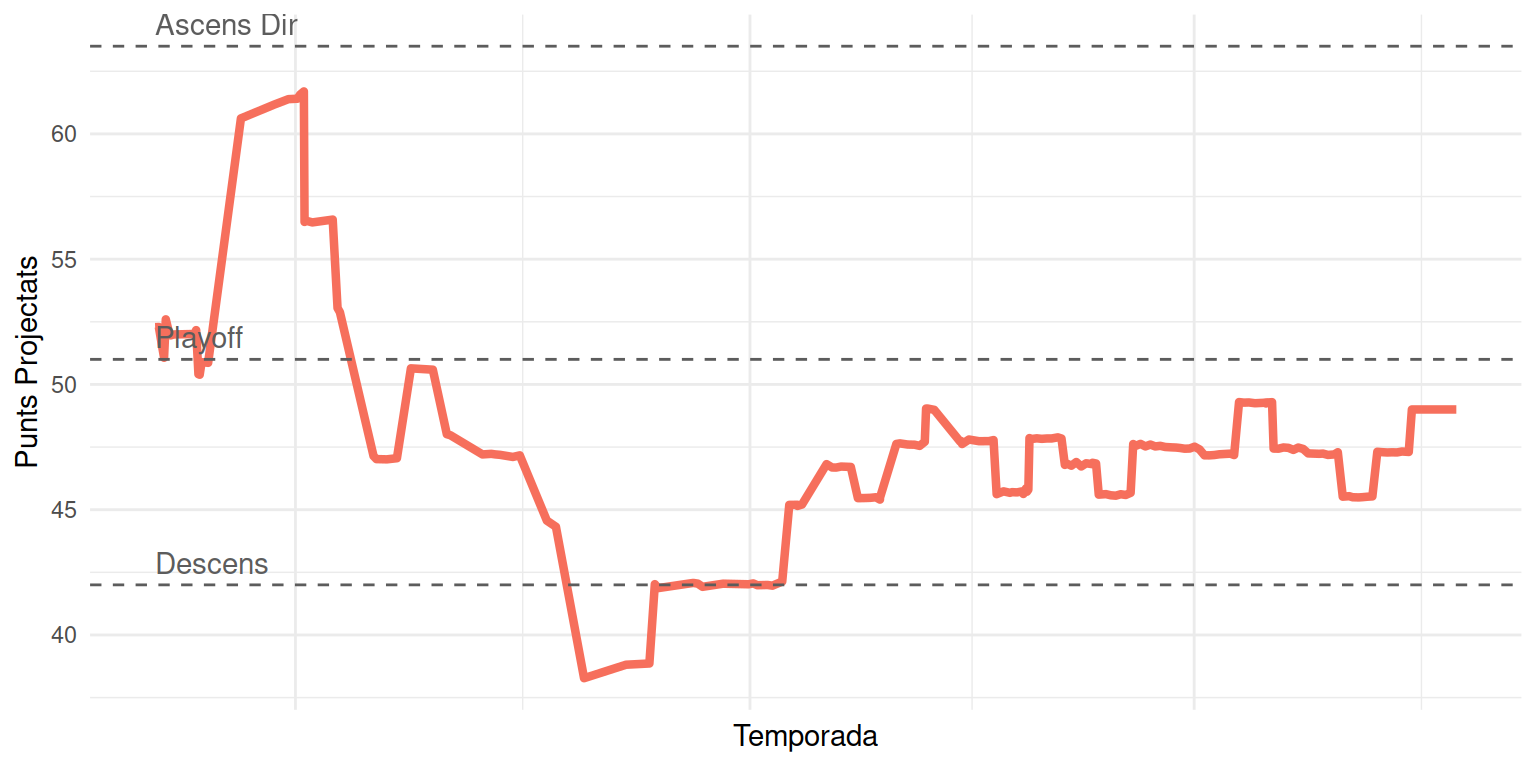 Ascens Dir
60
55
Playoff
50
45
Descens
40
Punts Projectats
Temporada